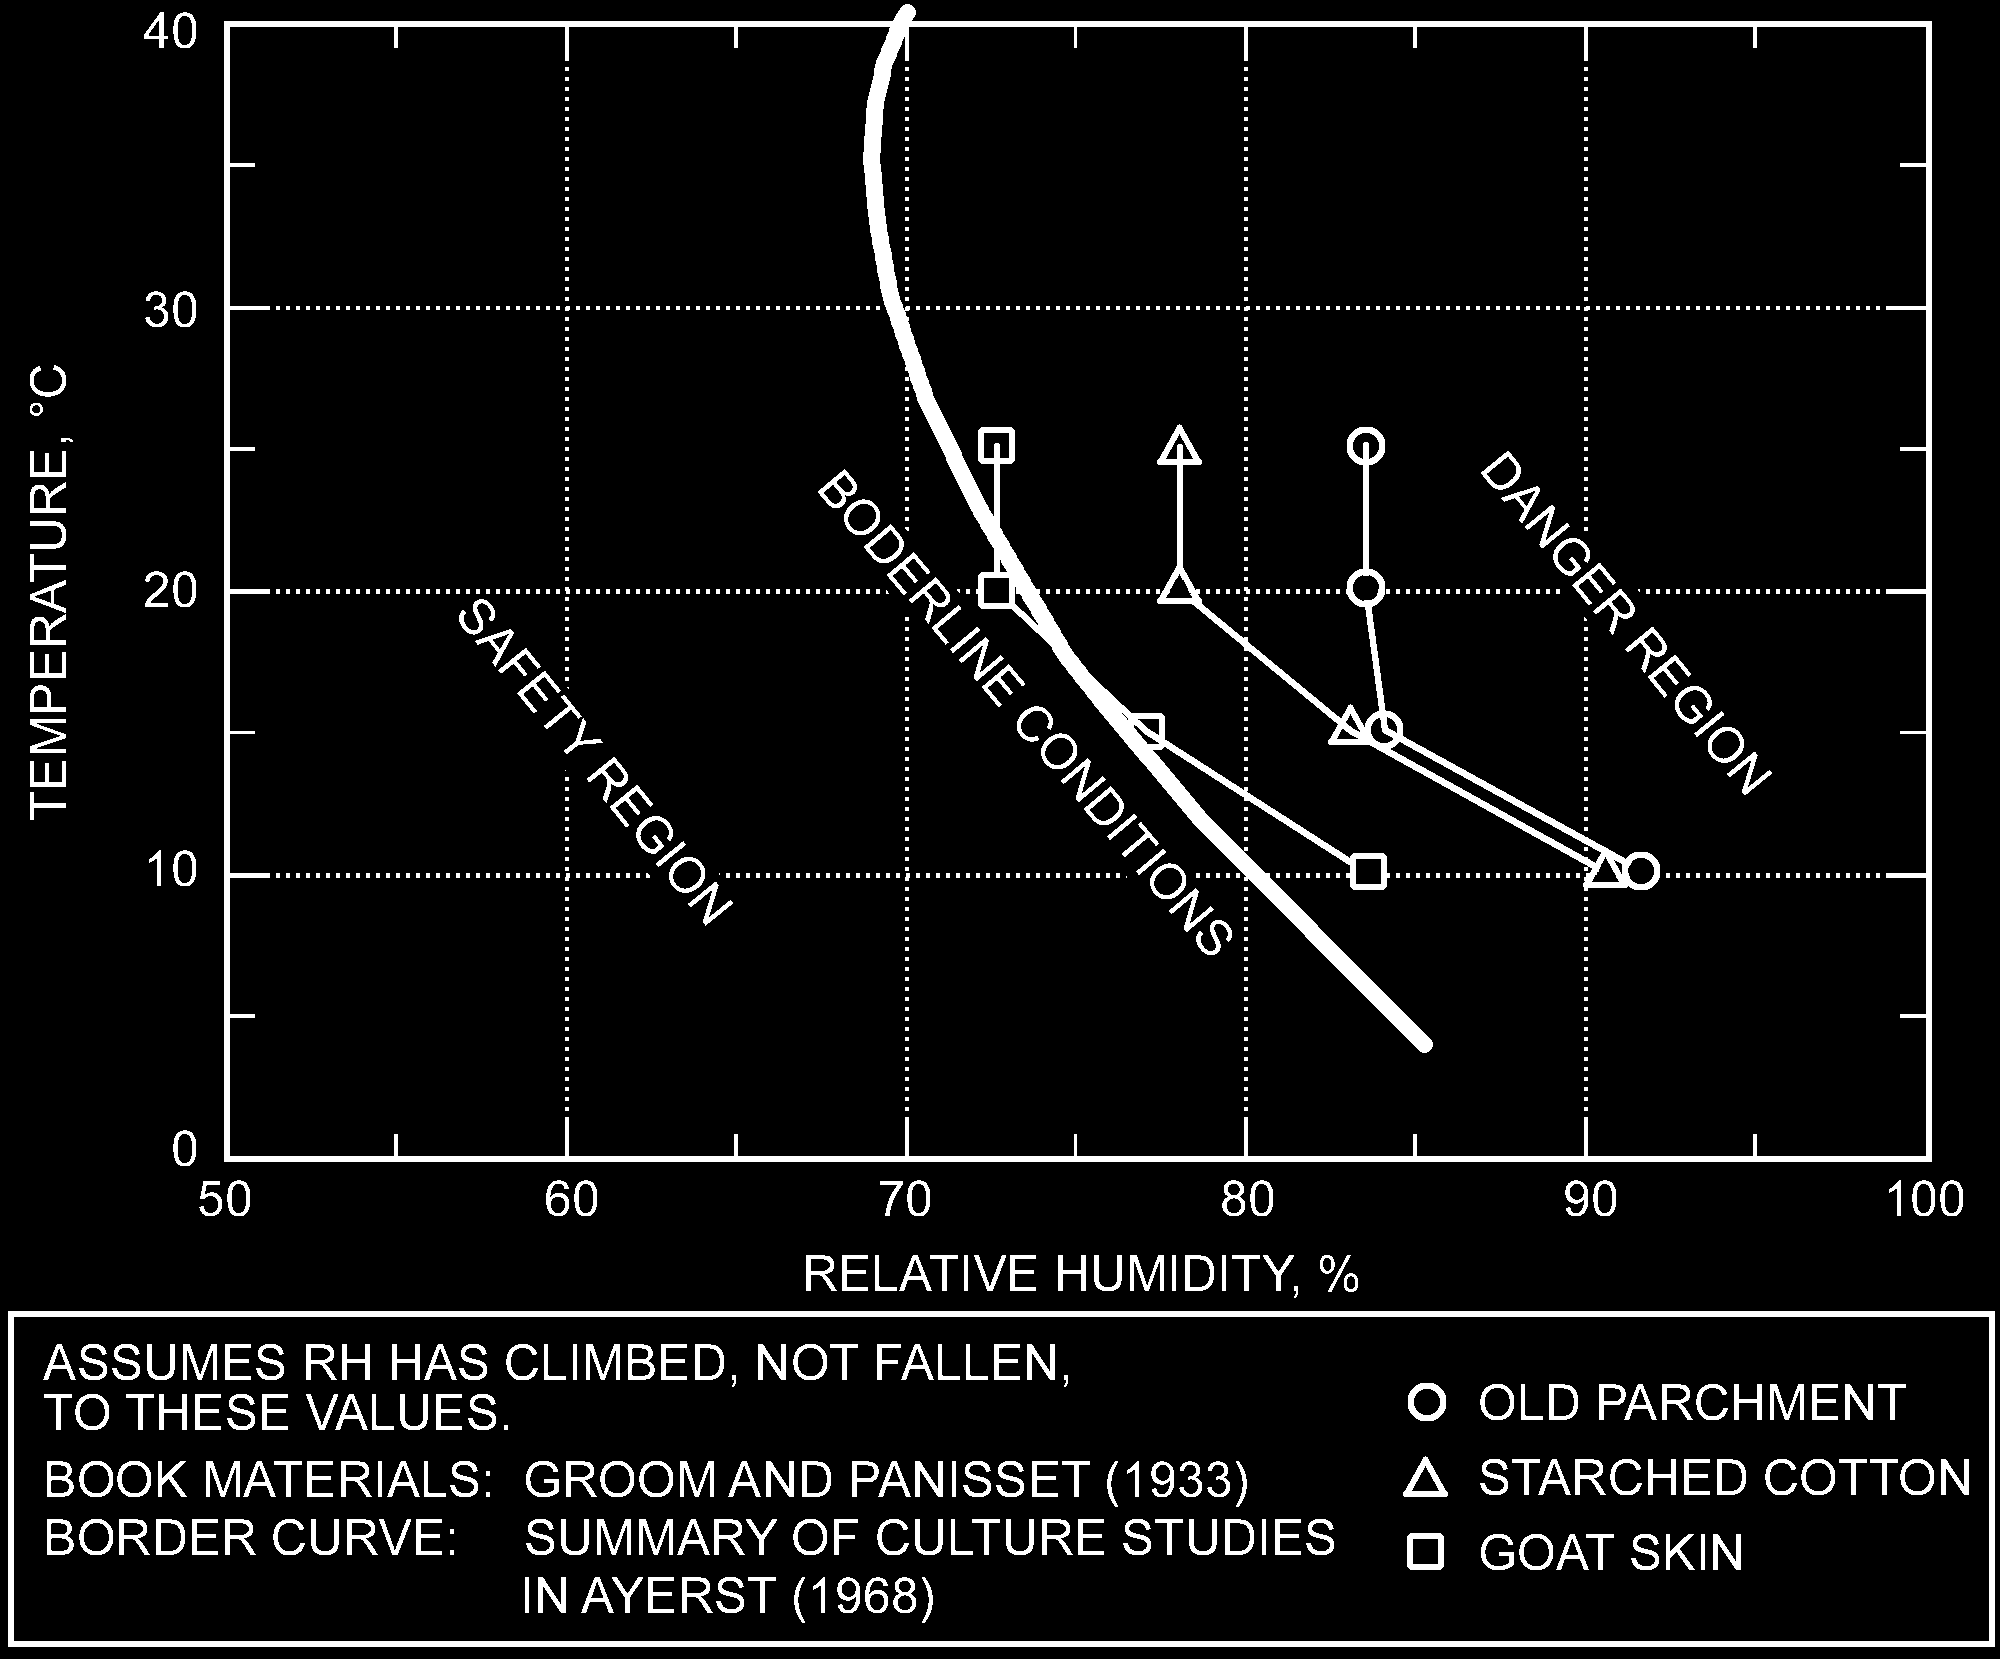 40
30
20
10
0
TEMPERATURE, °C
SAFETY REGION
BODERLINE CONDITIONS
DANGER REGION
50 60 70 80 90 100
RELATIVE HUMIDITY, %
ASSUMES RH HAS CLIMBED, NOT FALLEN,
TO THESE VALUES.
BOOK MATERIALS: GROOM AND PANISSET (1933)
BORDER CURVE: SUMMARY OF CULTURE STUDIES
IN AYERST (1968)
OLD PARCHMENT
STARCHED COTTON
GOAT SKIN